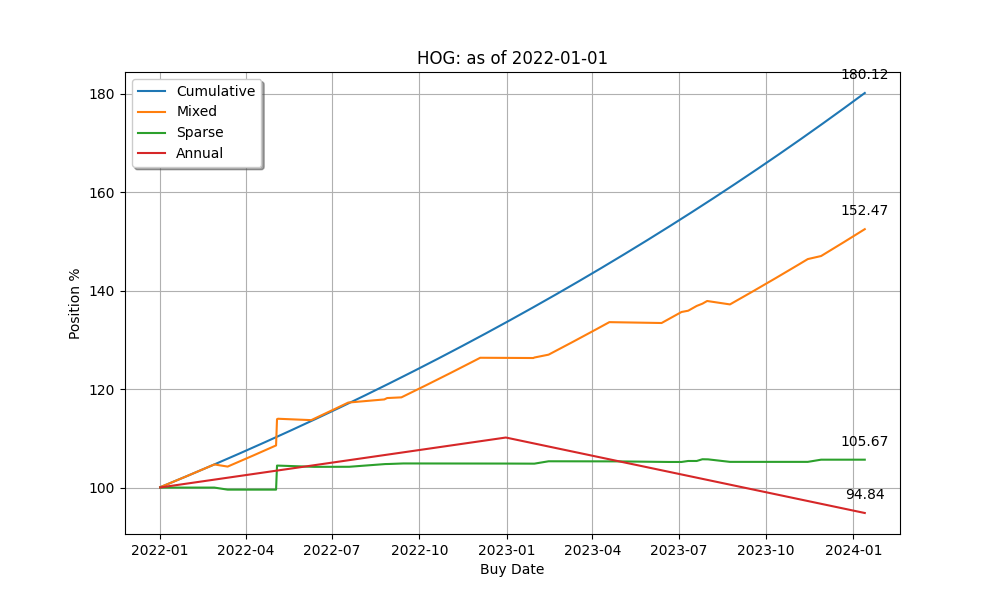 HOG: as of 2022-01-01
180.12
Cumulative
Mixed
Sparse
Annual
152.47
105.67
94.84
180
160
140
120
100
Position %
2022-01 2022-04 2022-07 2022-10 2023-01 2023-04 2023-07 2023-10 2024-01
Buy Date